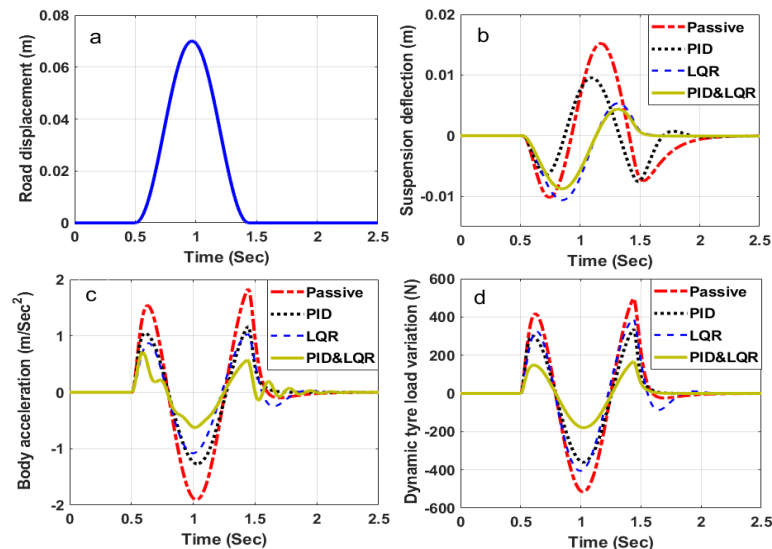 a
Road displacement (m)
0.08
0.06
0.04
0.02
0
0 0.5 1 1.5 2 2.5
Time (Sec)
b
Suspension deflection (m)
0.02
0.01
0
-0.01
0 0.5 1 1.5 2 2.5
Time (Sec)
Passive
PID
LQR
PID&LQR
c
Body acceleration (m/Sec²)
2
1
0
-1
-2
0 0.5 1 1.5 2 2.5
Time (Sec)
Passive
PID
LQR
PID&LQR
d
Dynamic tyre load variation (N)
600
400
200
0
-200
-400
-600
0 0.5 1 1.5 2 2.5
Time (Sec)
Passive
PID
LQR
PID&LQR